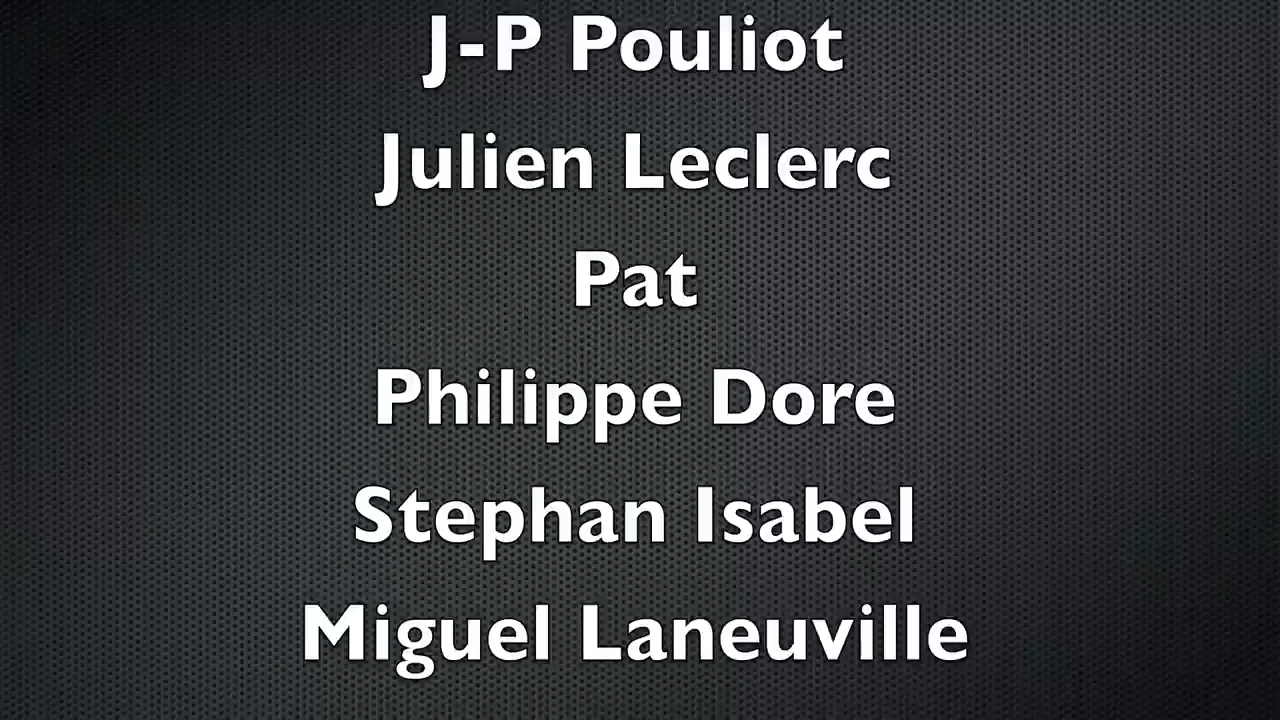 J-P Pouliot
Julien Leclerc
Pat
Philippe Dore
Stephan Isabel
Miguel Laneuville